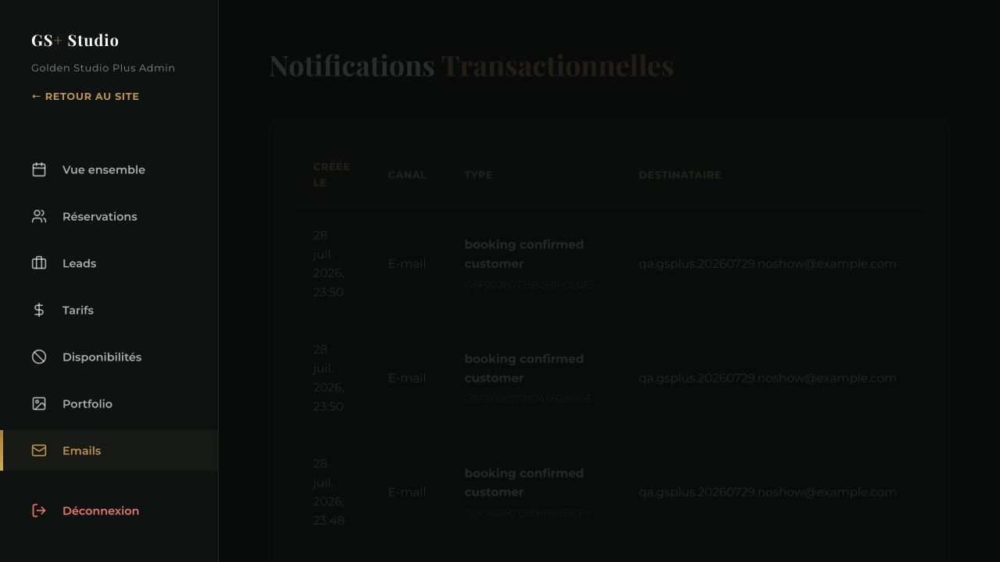 GS+ Studio
Golden Studio Plus Admin
← RETOUR AU SITE
Vue ensemble
Réservations
Leads
Tarifs
Disponibilités
Portfolio
Emails
Déconnexion
Notifications Transactionnelles
CRÉÉE
LE
CANAL
TYPE
DESTINATAIRE
28
juil.
2026,
23:50
E-mail
booking confirmed
customer
GSP2026072852F8FCE0F5
qa.gsplus.20260729.noshow@example.com
28
juil.
2026,
23:50
E-mail
booking confirmed
customer
GSP20260728745B28610E
qa.gsplus.20260729.noshow@example.com
28
juil.
2026,
23:48
E-mail
booking confirmed
customer
GSP2026072831F8B51CF4
qa.gsplus.20260729.noshow@example.com